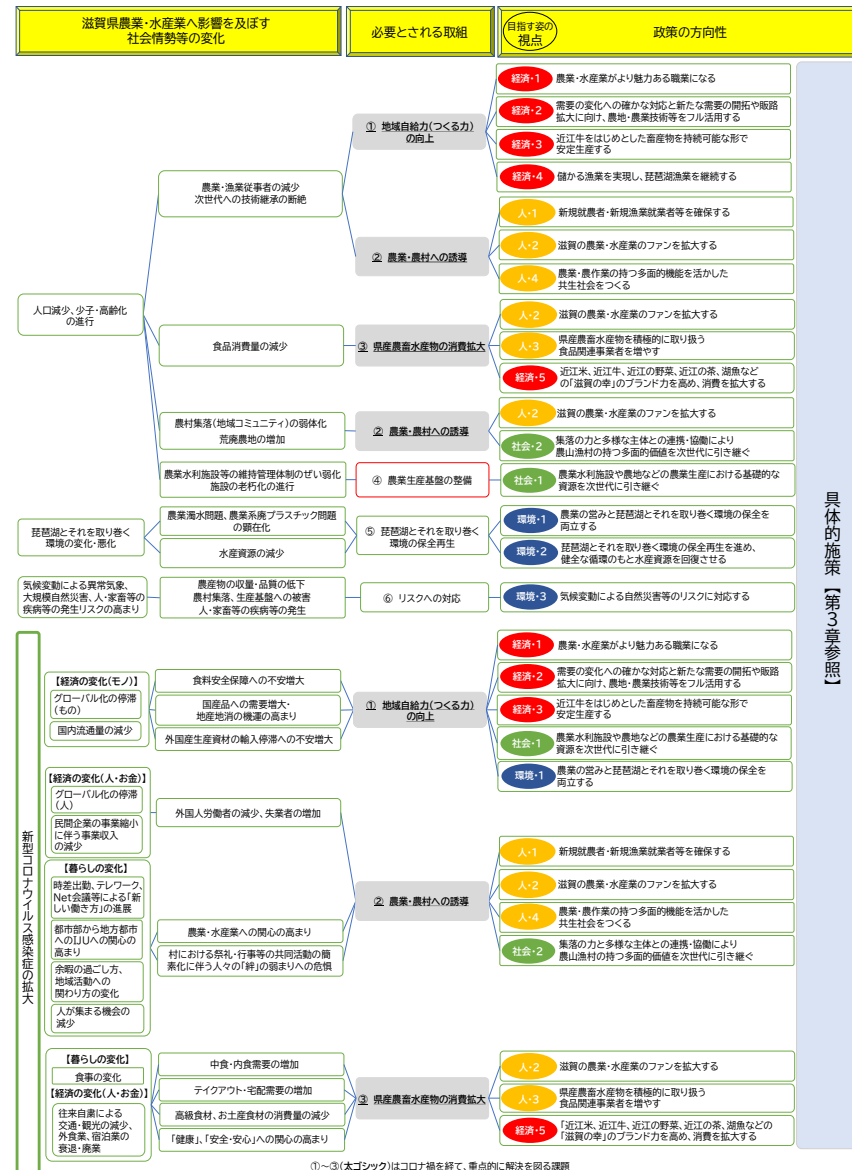 滋賀県農業・水産業へ影響を及ぼす
社会情勢等の変化
必要とされる取組
目指す姿の
視点
政策の方向性
人口減少、少子・高齢化
の進行
農業・漁業従事者の減少
次世代への技術継承の断絶
① 地域自給力(つくる力)
の向上
経済・1
農業・水産業がより魅力ある職業になる
経済・2
需要の変化への確かな対応と新たな需要の開拓や販路
拡大に向け、農地・農業技術等をフル活用する
経済・3
近江牛をはじめとした畜産物を持続可能な形で
安定生産する
経済・4
儲かる漁業を実現し、琵琶湖漁業を継続する
② 農業・農村への誘導
人・1
新規就農者・新規漁業就業者等を確保する
人・2
滋賀の農業・水産業のファンを拡大する
人・4
農業・農作業の持つ多面的機能を活かした
共生社会をつくる
食品消費量の減少
③ 県産農畜水産物の消費拡大
人・2
滋賀の農業・水産業のファンを拡大する
人・3
県産農畜水産物を積極的に取り扱う
食品関連事業者を増やす
経済・5
近江米、近江牛、近江の野菜、近江の茶、湖魚など
の「滋賀の幸」のブランド力を高め、消費を拡大する
農村集落(地域コミュニティ)の弱体化
荒廃農地の増加
② 農業・農村への誘導
人・2
滋賀の農業・水産業のファンを拡大する
社会・2
集落の力と多様な主体との連携・協働により
農山漁村の持つ多面的価値を次世代に引き継ぐ
農業水利施設等の維持管理体制のぜい弱化
施設の老朽化の進行
④ 農業生産基盤の整備
社会・1
農業水利施設や農地などの農業生産における基礎的な
資源を次世代に引き継ぐ
琵琶湖とそれを取り巻く
環境の変化・悪化
農業濁水問題、農業系廃プラスチック問題
の顕在化
水産資源の減少
⑤ 琵琶湖とそれを取り巻く
環境の保全再生
環境・1
農業の営みと琵琶湖とそれを取り巻く環境の保全を
両立する
環境・2
琵琶湖とそれを取り巻く環境の保全再生を進め、
健全な循環のもと水産資源を回復させる
気候変動による異常気象、
大規模自然災害、人・家畜等の
疾病等の発生リスクの高まり
農産物の収量・品質の低下
農村集落、生産基盤への被害
人・家畜等の疾病等の発生
⑥ リスクへの対応
環境・3
気候変動による自然災害等のリスクに対応する
具体的施策【第3章参照】
新型コロナウイルス感染症の拡大
【経済の変化(モノ)】
グローバル化の停滞
(もの)
国内流通量の減少
食料安全保障への不安増大
国産品への需要増大・
地産地消の機運の高まり
外国産生産資材の輸入停滞への不安増大
① 地域自給力(つくる力)
の向上
経済・1
農業・水産業がより魅力ある職業になる
経済・2
需要の変化への確かな対応と新たな需要の開拓や販路
拡大に向け、農地・農業技術等をフル活用する
経済・3
近江牛をはじめとした畜産物を持続可能な形で
安定生産する
社会・1
農業水利施設や農地などの農業生産における基礎的な
資源を次世代に引き継ぐ
環境・1
農業の営みと琵琶湖とそれを取り巻く環境の保全を
両立する
【経済の変化(人・お金)】
グローバル化の停滞
(人)
民間企業の事業縮小
に伴う事業収入
の減少
外国人労働者の減少、失業者の増加
【暮らしの変化】
時差出勤、テレワーク、
Net会議等による「新
しい働き方」の進展
都市部から地方都市
へのIJUへの関心の
高まり
余暇の過ごし方、
地域活動への
関わり方の変化
人が集まる機会の
減少
農業・水産業への関心の高まり
村における祭礼・行事等の共同活動の簡
素化に伴う人々の「絆」の弱まりへの危惧
② 農業・農村への誘導
人・1
新規就農者・新規漁業就業者等を確保する
人・2
滋賀の農業・水産業のファンを拡大する
人・4
農業・農作業の持つ多面的機能を活かした
共生社会をつくる
社会・2
集落の力と多様な主体との連携・協働により
農山漁村の持つ多面的価値を次世代に引き継ぐ
【暮らしの変化】
食事の変化
【経済の変化(人・お金)】
往来自粛による
交通・観光の減少、
外食業、宿泊業の
衰退・廃業
中食・内食需要の増加
テイクアウト・宅配需要の増加
高級食材、お土産食材の消費量の減少
「健康」、「安全・安心」への関心の高まり
③ 県産農畜水産物の消費拡大
人・2
滋賀の農業・水産業のファンを拡大する
人・3
県産農畜水産物を積極的に取り扱う
食品関連事業者を増やす
経済・5
「近江米、近江牛、近江の野菜、近江の茶、湖魚などの
「滋賀の幸」のブランド力を高め、消費を拡大する
①～③(太ゴシック)はコロナ禍を経て、重点的に解決を図る課題